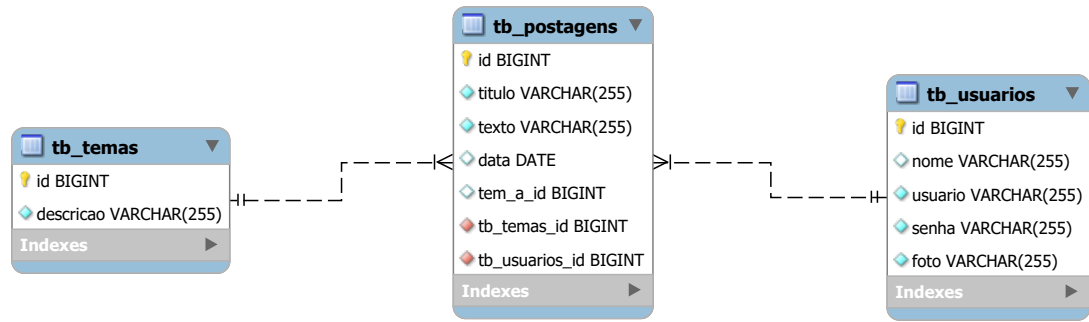 tb_temas
id BIGINT
descricao VARCHAR(255)
Indexes
tb_postagens
id BIGINT
titulo VARCHAR(255)
texto VARCHAR(255)
data DATE
tem_a_id BIGINT
tb_temas_id BIGINT
tb_usuarios_id BIGINT
Indexes
tb_usuarios
id BIGINT
nome VARCHAR(255)
usuario VARCHAR(255)
senha VARCHAR(255)
foto VARCHAR(255)
Indexes